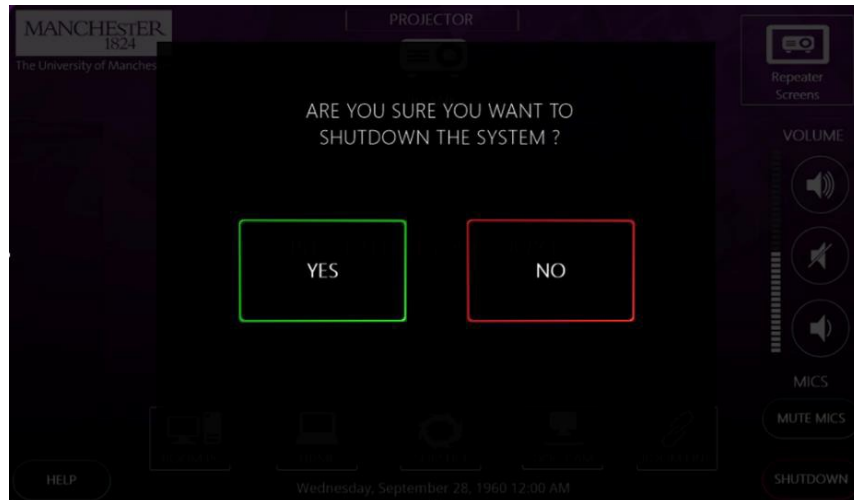 MANCHESTER
1824
The University of Manches
PROJECTOR
Repeater
Screens
ARE YOU SURE YOU WANT TO
SHUTDOWN THE SYSTEM ?
YES
NO
VOLUME
MICS
MUTE MICS
HELP
Wednesday, September 28, 1960 12:00 AM
SHUTDOWN